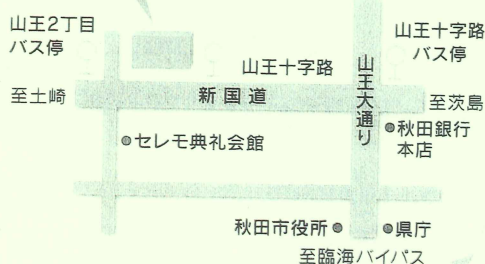 山王2丁目
バス停
山王十字路
バス停
山王十字路
至土崎
新国道
山王大通り
至茨島
セレモ典礼会館
秋田銀行
本店
秋田市役所
県庁
至臨海バイパス